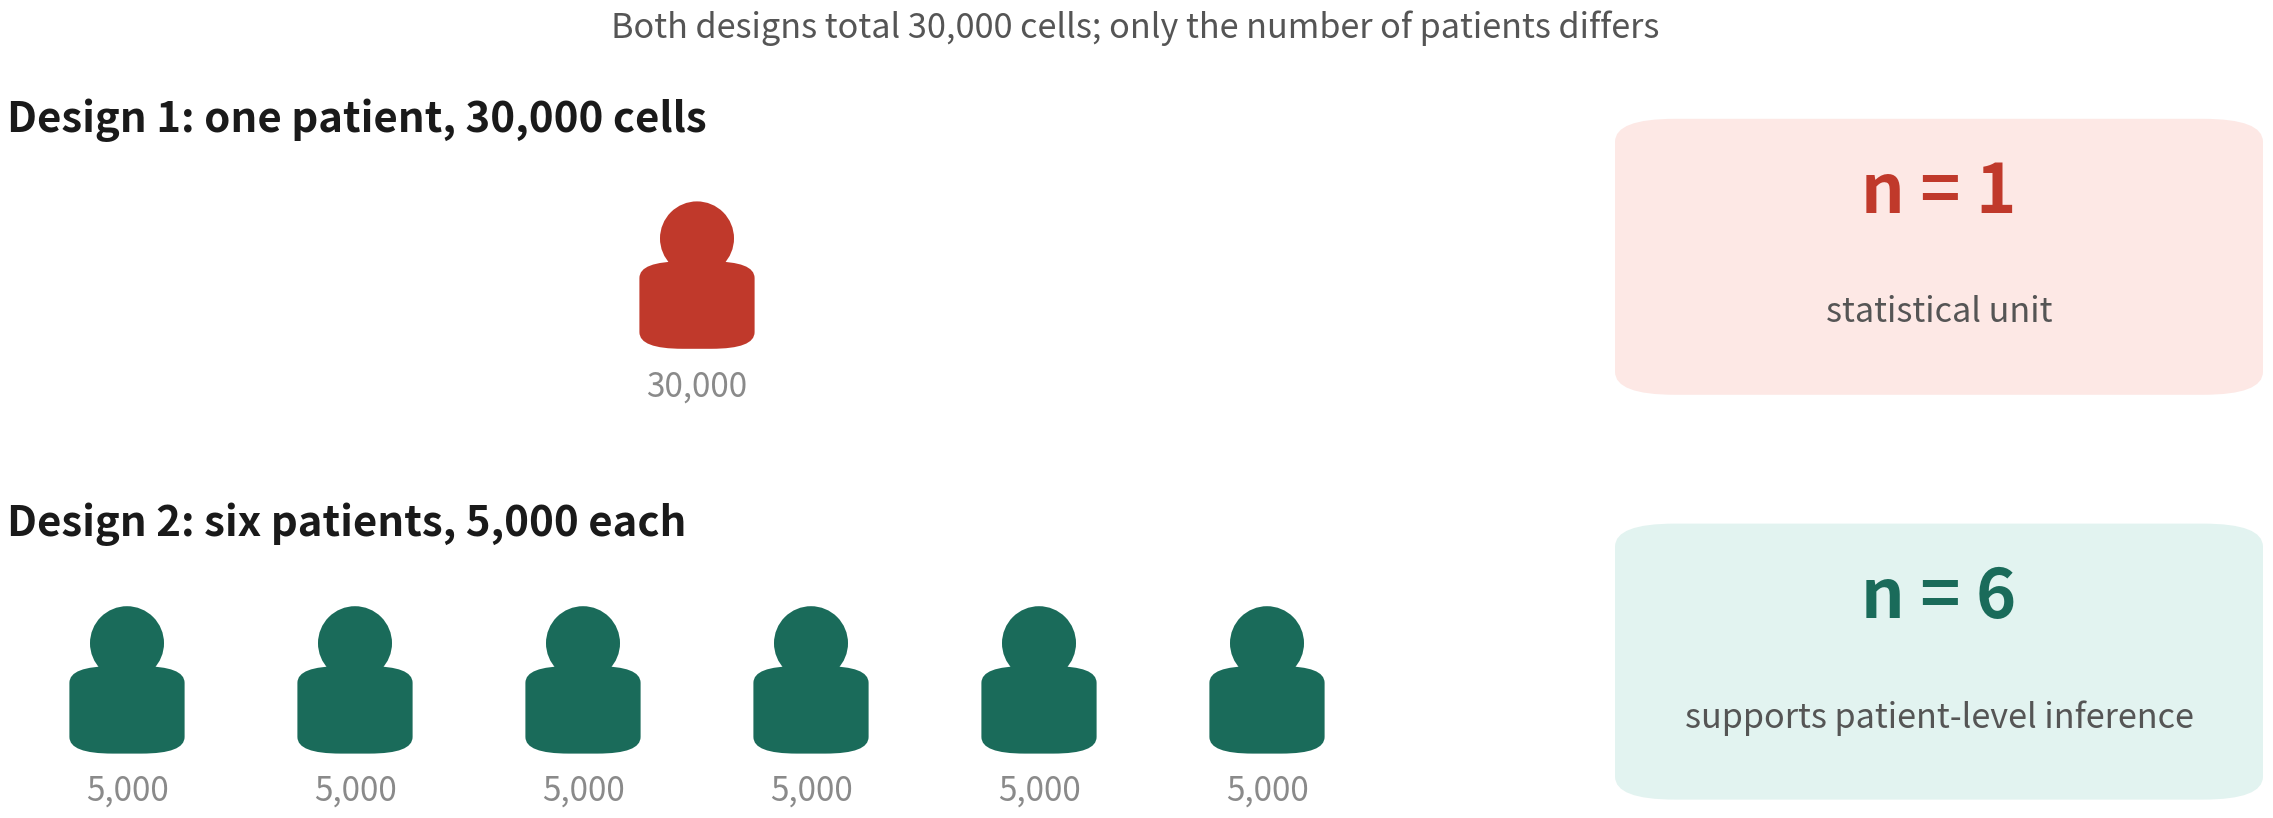 Both designs total 30,000 cells; only the number of patients differs
Design 1: one patient, 30,000 cells
n = 1
statistical unit
30,000
Design 2: six patients, 5,000 each
n = 6
supports patient-level inference
5,000 5,000 5,000 5,000 5,000 5,000